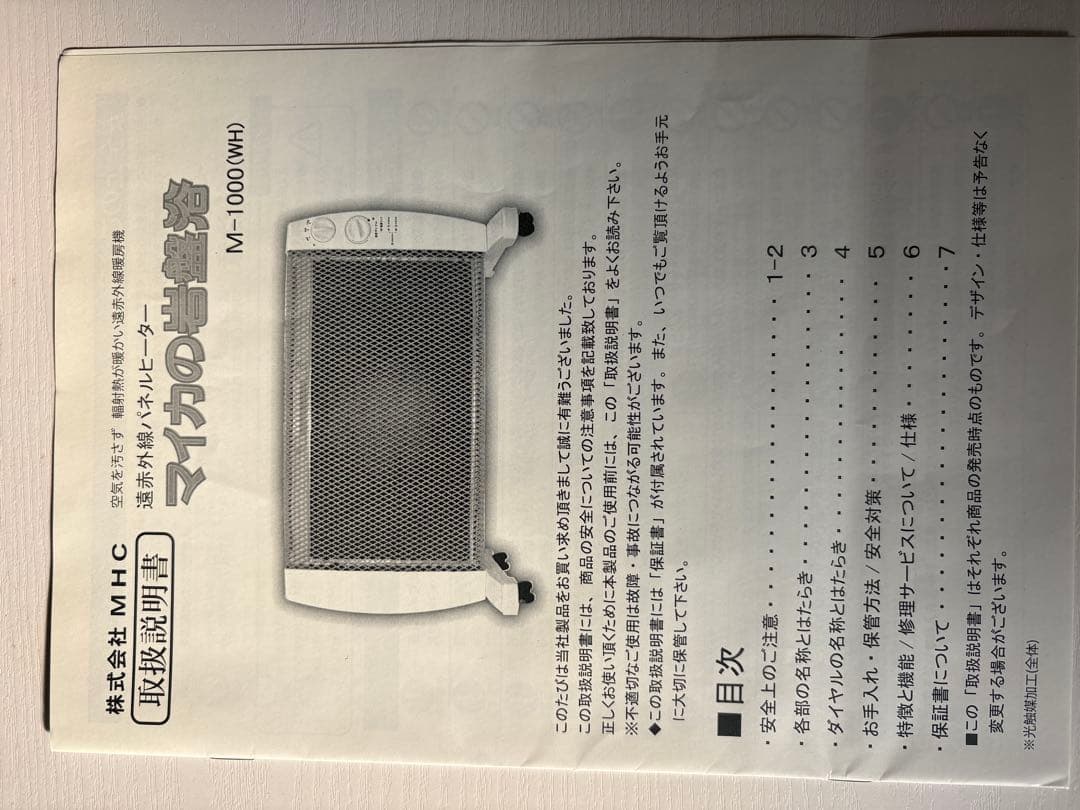 株式会社 MHC
取扱説明書
空気を汚さず 輻射熱が暖かい遠赤外線暖房機
遠赤外線パネルヒーター
マイカの岩盤浴
M-1000(WH)
このたびは当社製品をお買い求め頂きまして誠に有難うございました。
この取扱説明書には、商品の安全についての注意事項を記載致しております。
正しくお使い頂くために本製品のご使用前には、この「取扱説明書」をよくお読み下さい。
※不適切なご使用は故障・事故につながる可能性がございます。
◆この取扱説明書には「保証書」が付属されています。また、いつでもご覧頂けるようお手元
に大切に保管して下さい。
■目次
・安全上のご注意・・・・・・・・・・・・・・・・・・1-2
・各部の名称とはたらき・・・・・・・・・・・・・・・・3
・ダイヤルの名称とはたらき・・・・・・・・・・・・・・4
・お手入れ・保管方法/安全対策・・・・・・・・・・・・5
・特徴と機能/修理サービスについて/仕様・・・・・・・6
・保証書について・・・・・・・・・・・・・・・・・・・7
■この「取扱説明書」はそれぞれ商品の発売時点のものです。デザイン・仕様等は予告なく
変更する場合がございます。
※光触媒加工(全体)